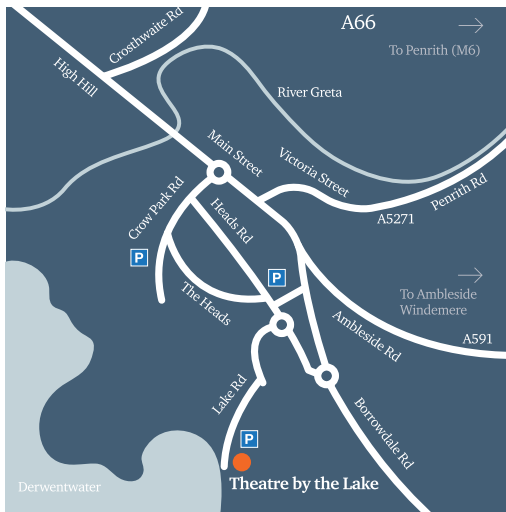 Crosthwaite Rd
A66
To Penrith (M6)
High Hill
River Greta
Main Street
Victoria Street
Crow Park Rd
Heads Rd
Penrith Rd
A5271
P
P
The Heads
To Ambleside
Windemere
Ambleside Rd
A591
Lake Rd
Borrowdale Rd
P
Derwentwater
Theatre by the Lake